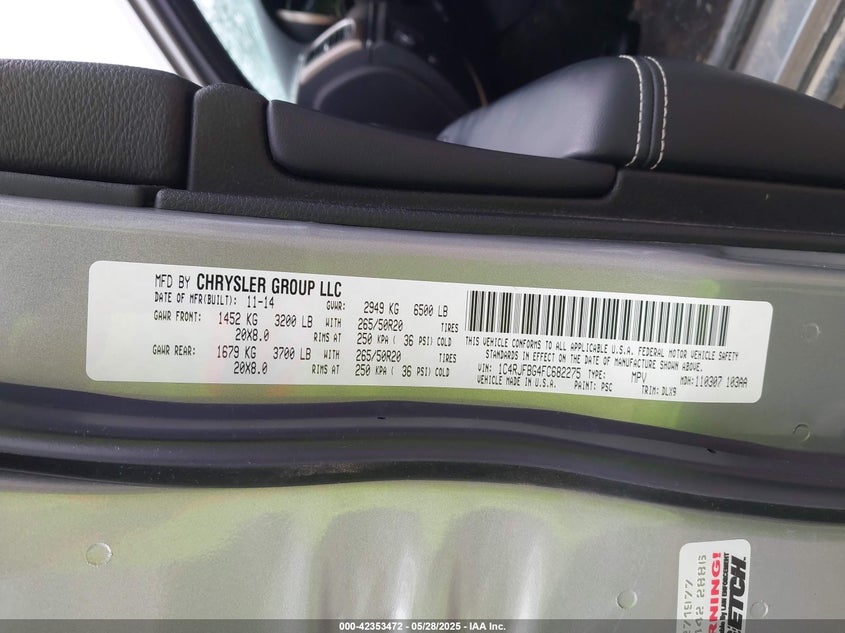 MFD BY CHRYSLER GROUP LLC
DATE OF MFR(BUILT): 11-14 GVWR: 2949 KG 6500 LB
GAWR FRONT: 1452 KG 3200 LB WITH 265/50R20 TIRES
20X8.0 RIMS AT 250 KPA ( 36 PSI) COLD
GAWR REAR: 1679 KG 3700 LB WITH 265/50R20 TIRES
20X8.0 RIMS AT 250 KPA ( 36 PSI) COLD
THIS VEHICLE CONFORMS TO ALL APPLICABLE U.S.A. FEDERAL MOTOR VEHICLE SAFETY
STANDARDS IN EFFECT ON THE DATE OF MANUFACTURE SHOWN ABOVE.
VIN: 1C4RJFBG4FC682275 TYPE: MPV MDH: 110307 103AA
VEHICLE MADE IN U.S.A. PAINT: PSC TRIM: DLX9
RNING!
ETCH
2886
000-42353472 - 05/28/2025 - IAA Inc.